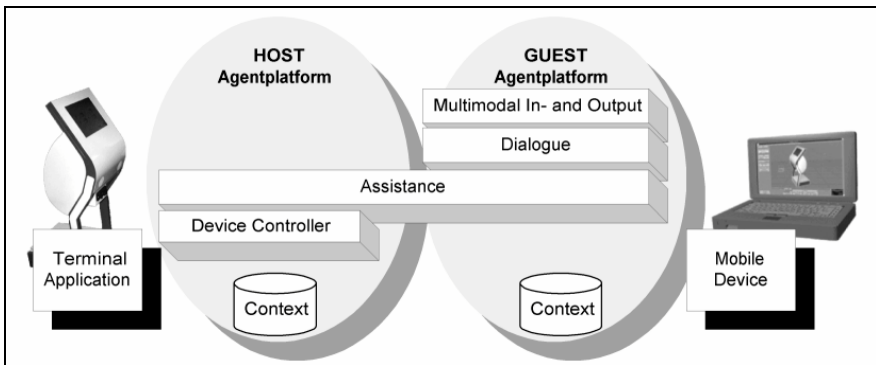 HOST
Agentplatform
GUEST
Agentplatform
Multimodal In- and Output
Dialogue
Assistance
Device Controller
Terminal
Application
Mobile
Device
Context
Context